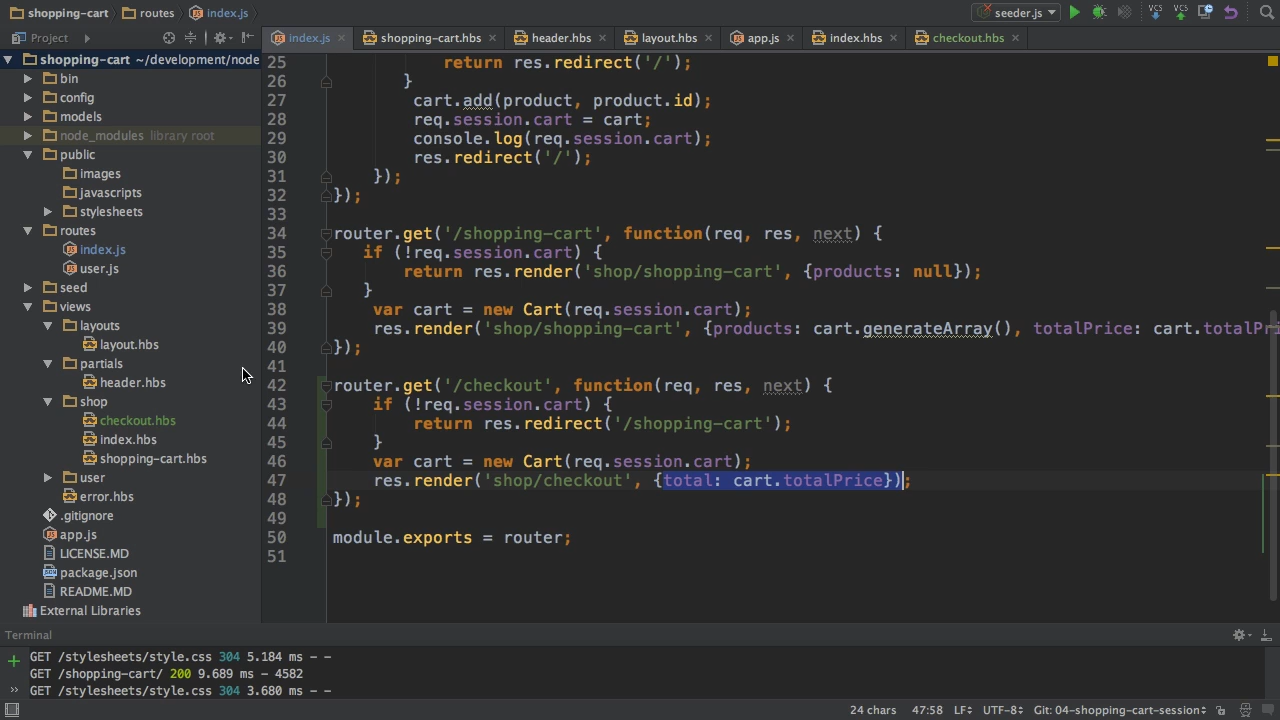 shopping-cart routes index.js seeder.js VCS VCS
Project index.js shopping-cart.hbs header.hbs layout.hbs app.js index.hbs checkout.hbs
shopping-cart ~/development/node
bin
config
models
node_modules library root
public
images
javascripts
stylesheets
routes
index.js
user.js
seed
views
layouts
layout.hbs
partials
header.hbs
shop
checkout.hbs
index.hbs
shopping-cart.hbs
user
error.hbs
.gitignore
app.js
LICENSE.MD
package.json
README.MD
External Libraries
25 return res.redirect('/');
26 }
27 cart.add(product, product.id);
28 req.session.cart = cart;
29 console.log(req.session.cart);
30 res.redirect('/');
31 });
32 });
33
34 router.get('/shopping-cart', function(req, res, next) {
35 if (!req.session.cart) {
36 return res.render('shop/shopping-cart', {products: null});
37 }
38 var cart = new Cart(req.session.cart);
39 res.render('shop/shopping-cart', {products: cart.generateArray(), totalPrice: cart.totalPri
40 });
41
42 router.get('/checkout', function(req, res, next) {
43 if (!req.session.cart) {
44 return res.redirect('/shopping-cart');
45 }
46 var cart = new Cart(req.session.cart);
47 res.render('shop/checkout', {total: cart.totalPrice});
48 });
49
50 module.exports = router;
51
Terminal
GET /stylesheets/style.css 304 5.184 ms - -
GET /shopping-cart/ 200 9.689 ms - 4582
GET /stylesheets/style.css 304 3.680 ms - -
24 chars 47:58 LF UTF-8 Git: 04-shopping-cart-session